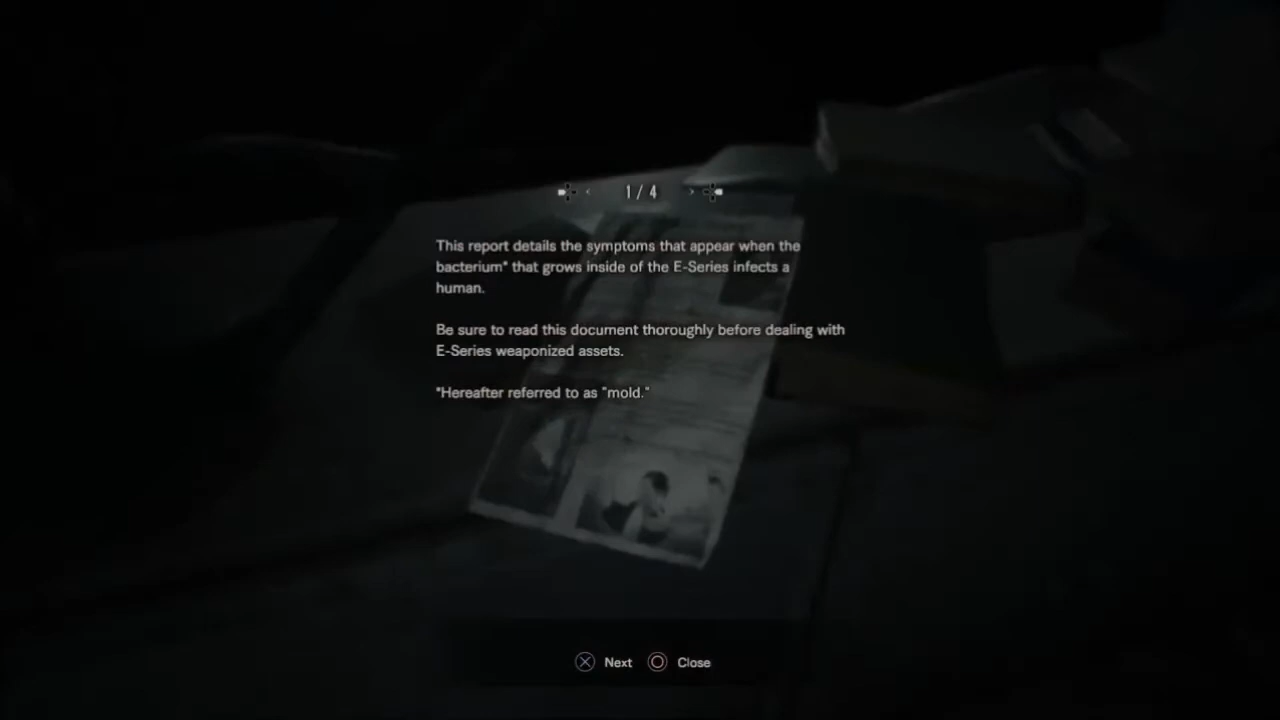 1 / 4
This report details the symptoms that appear when the
bacterium* that grows inside of the E-Series infects a
human.
Be sure to read this document thoroughly before dealing with
E-Series weaponized assets.
*Hereafter referred to as "mold."
Next Close